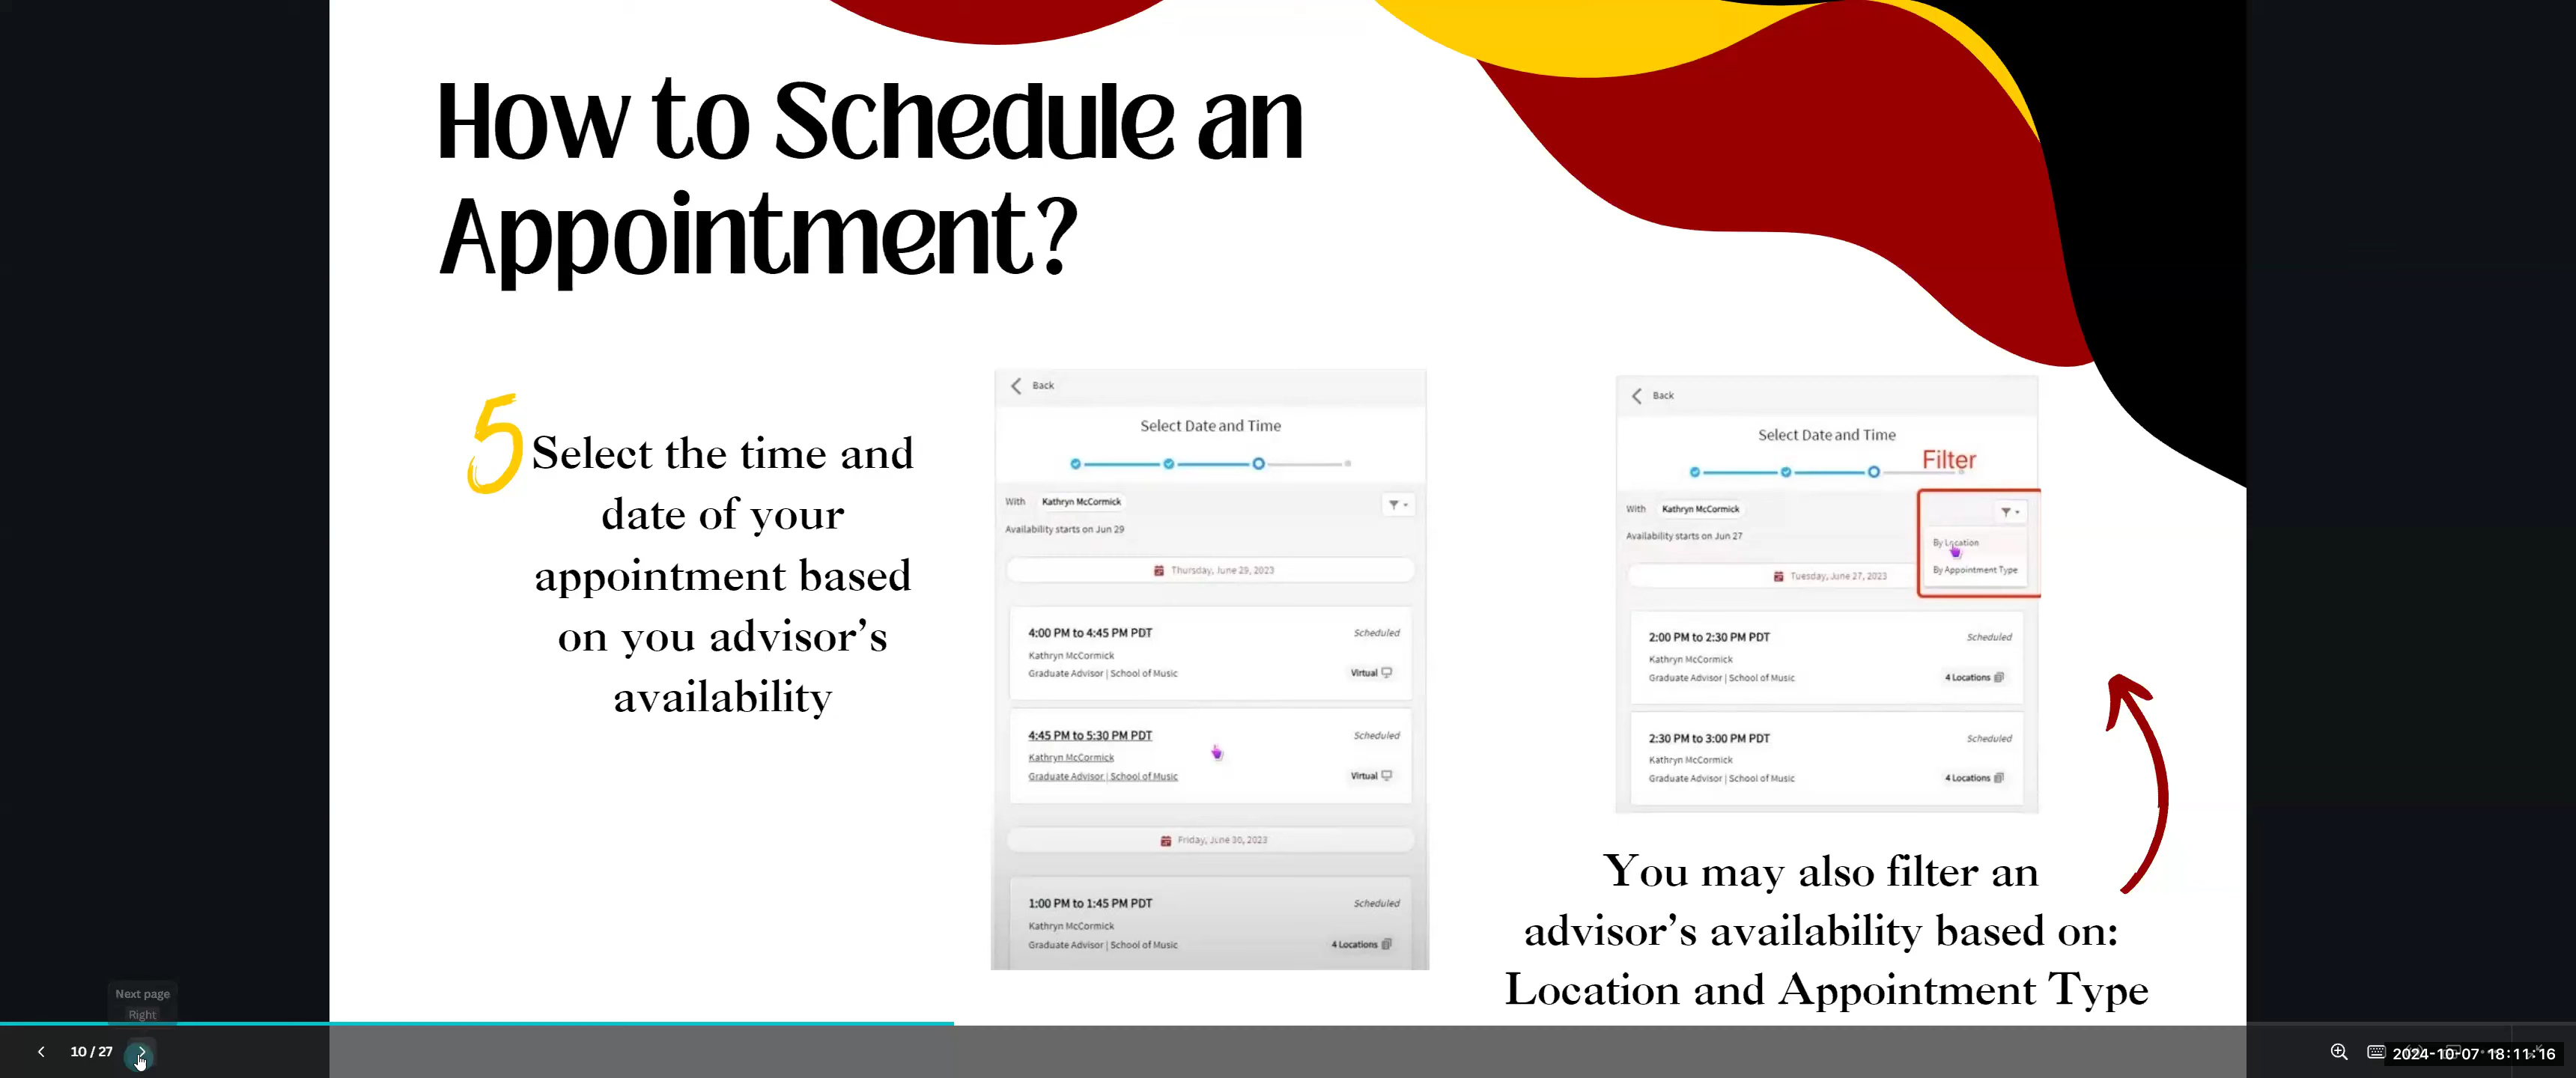 How to Schedule an
Appointment?
5
Select the time and
date of your
appointment based
on you advisor's
availability
Back
Select Date and Time
With Kathryn McCormick
Availability starts on Jun 29
Thursday, June 29, 2023
4:00 PM to 4:45 PM PDT Scheduled
Kathryn McCormick
Graduate Advisor | School of Music Virtual
4:45 PM to 5:30 PM PDT Scheduled
Kathryn McCormick
Graduate Advisor | School of Music Virtual
Friday, June 30, 2023
1:00 PM to 1:45 PM PDT Scheduled
Kathryn McCormick
Graduate Advisor | School of Music 4 Locations
Back
Select Date and Time
Filter
With Kathryn McCormick
Availability starts on Jun 27
By Location
By Appointment Type
Tuesday, June 27, 2023
2:00 PM to 2:30 PM PDT Scheduled
Kathryn McCormick
Graduate Advisor | School of Music 4 Locations
2:30 PM to 3:00 PM PDT Scheduled
Kathryn McCormick
Graduate Advisor | School of Music 4 Locations
You may also filter an
advisor's availability based on:
Location and Appointment Type
Next page
Right
10 / 27
2024-10-07 18:11:16